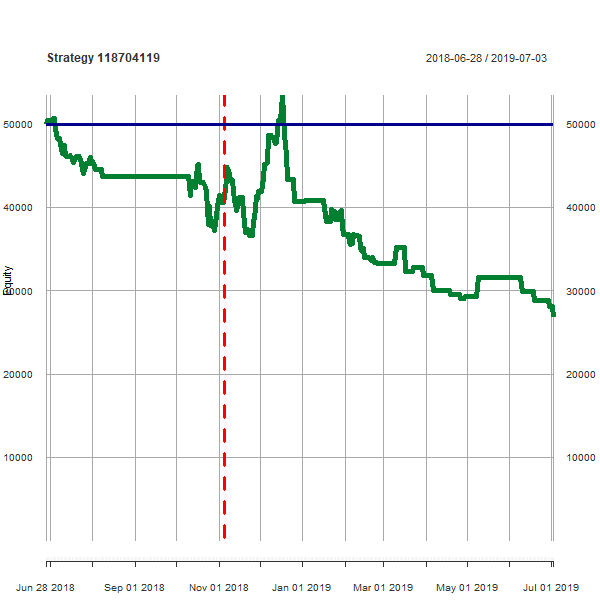 Strategy 118704119
2018-06-28 / 2019-07-03
50000
50000
40000
40000
Equity
30000
30000
20000
20000
10000
10000
Jun 28 2018
Sep 01 2018
Nov 01 2018
Jan 01 2019
Mar 01 2019
May 01 2019
Jul 01 2019